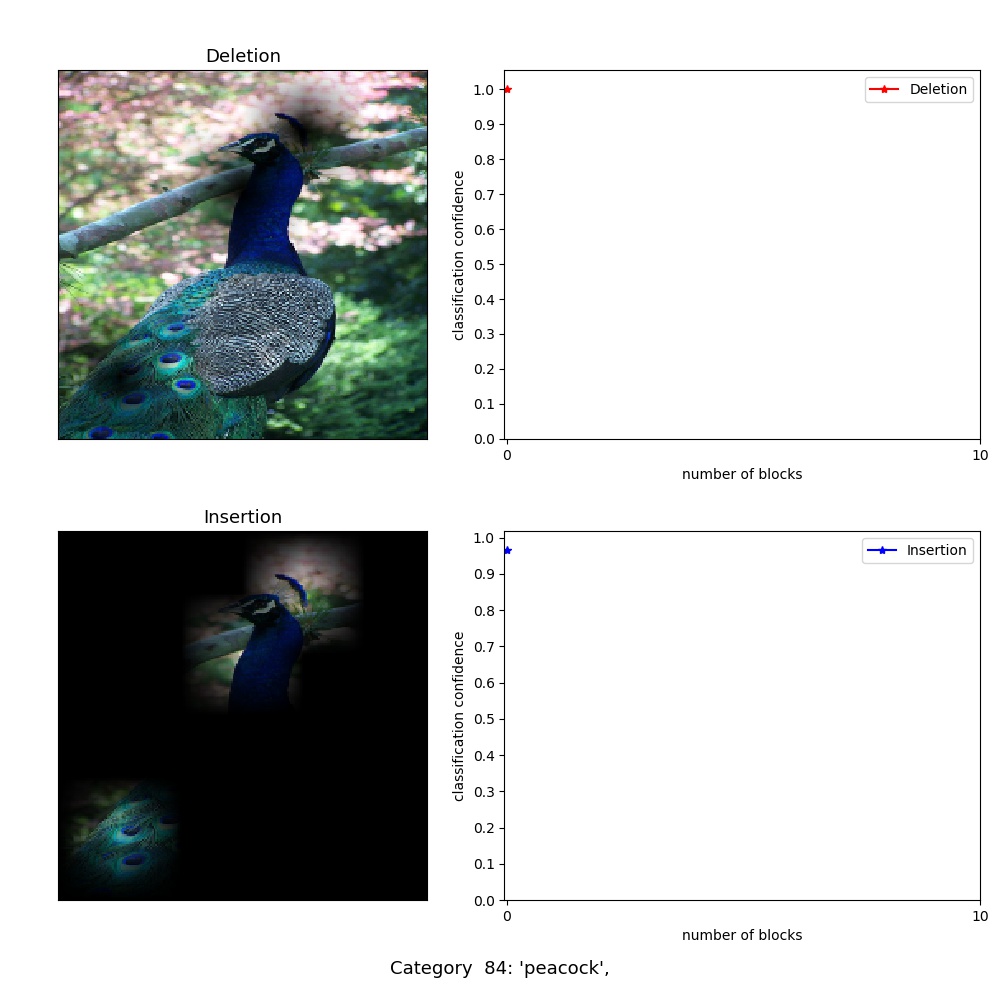 Deletion
1.0
0.9
0.8
0.7
0.6
0.5
0.4
0.3
0.2
0.1
0.0
classification confidence
Deletion
0 10
number of blocks
Insertion
1.0
0.9
0.8
0.7
0.6
0.5
0.4
0.3
0.2
0.1
0.0
classification confidence
Insertion
0 10
number of blocks
Category  84: 'peacock',